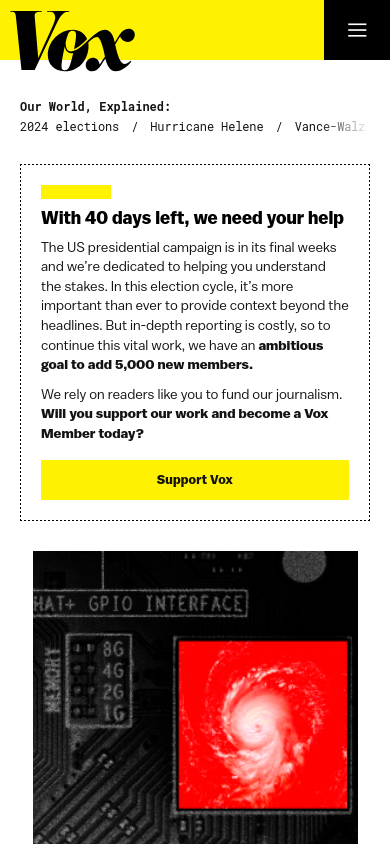 Vox
Our World, Explained:
2024 elections / Hurricane Helene / Vance-Walz
With 40 days left, we need your help
The US presidential campaign is in its final weeks
and we’re dedicated to helping you understand
the stakes. In this election cycle, it’s more
important than ever to provide context beyond the
headlines. But in-depth reporting is costly, so to
continue this vital work, we have an ambitious
goal to add 5,000 new members.
We rely on readers like you to fund our journalism.
Will you support our work and become a Vox
Member today?
Support Vox
HAT+ GPIO INTERFACE
MEMORY
8G
4G
2G
1G